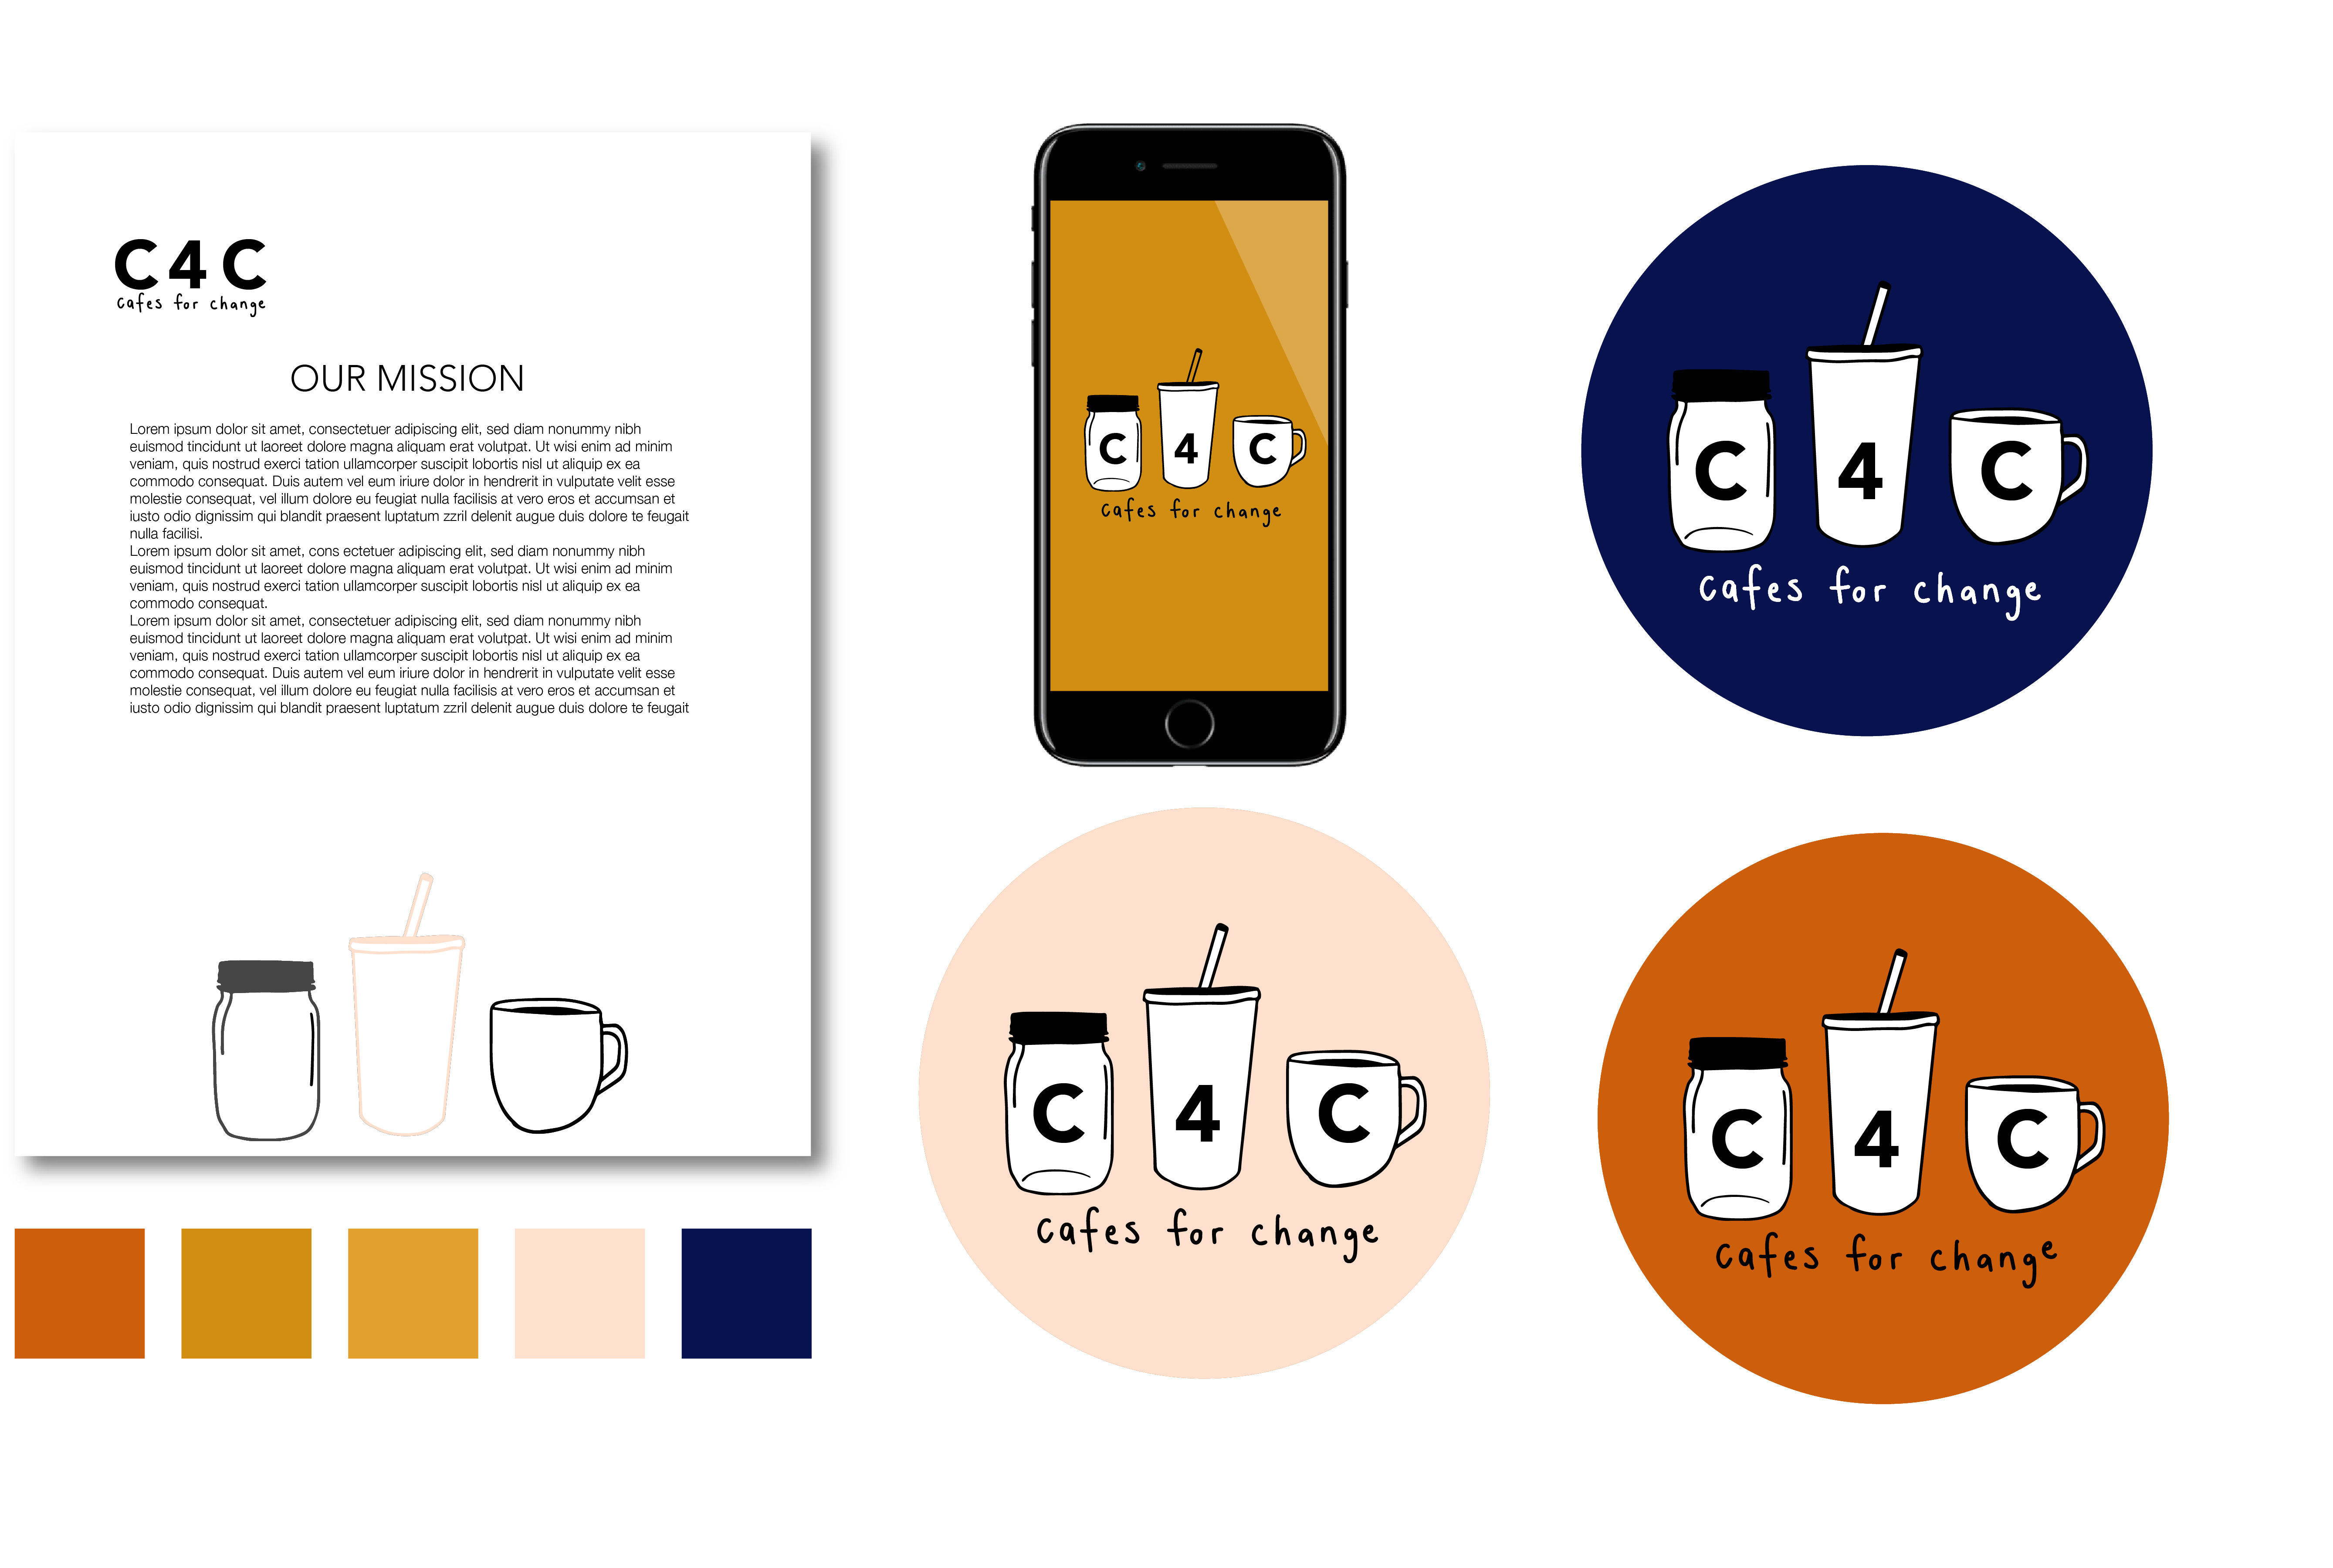 C4C
cafes for change
OUR MISSION
Lorem ipsum dolor sit amet, consectetuer adipiscing elit, sed diam nonummy nibh
euismod tincidunt ut laoreet dolore magna aliquam erat volutpat. Ut wisi enim ad minim
veniam, quis nostrud exerci tation ullamcorper suscipit lobortis nisl ut aliquip ex ea
commodo consequat. Duis autem vel eum iriure dolor in hendrerit in vulputate velit esse
molestie consequat, vel illum dolore eu feugiat nulla facilisis at vero eros et accumsan et
iusto odio dignissim qui blandit praesent luptatum zzril delenit augue duis dolore te feugait
nulla facilisi.
Lorem ipsum dolor sit amet, cons ectetuer adipiscing elit, sed diam nonummy nibh
euismod tincidunt ut laoreet dolore magna aliquam erat volutpat. Ut wisi enim ad minim
veniam, quis nostrud exerci tation ullamcorper suscipit lobortis nisl ut aliquip ex ea
commodo consequat.
Lorem ipsum dolor sit amet, consectetuer adipiscing elit, sed diam nonummy nibh
euismod tincidunt ut laoreet dolore magna aliquam erat volutpat. Ut wisi enim ad minim
veniam, quis nostrud exerci tation ullamcorper suscipit lobortis nisl ut aliquip ex ea
commodo consequat. Duis autem vel eum iriure dolor in hendrerit in vulputate velit esse
molestie consequat, vel illum dolore eu feugiat nulla facilisis at vero eros et accumsan et
iusto odio dignissim qui blandit praesent luptatum zzril delenit augue duis dolore te feugait
C 4 C
cafes for change
C 4 C
cafes for change
C 4 C
cafes for change
C 4 C
cafes for change